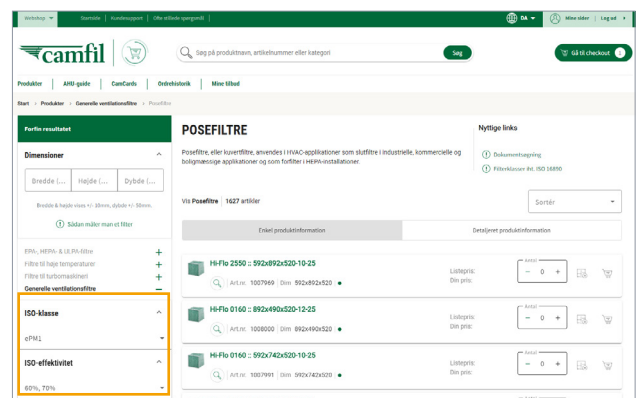 Webshop
Startside | Kundesupport | Ofte stillede spørgsmål |
DA
Mine sider | Log ud
camfil
Søg på produktnavn, artikelnummer eller kategori
Søg
Gå til checkout
Produkter | AHU-guide | CamCards | Ordrehistorik | Mine tilbud
Start > Produkter > Generelle ventilationsfiltre > Posefiltre
Forfin resultatet
Dimensioner
Bredde (... Højde (... Dybde (...
Bredde & højde vises +/- 10mm, dybde +/- 50mm.
Sådan måler man et filter
EPA-, HEPA- & ULPA-filtre
Filtre til høje temperaturer
Filtre til turbomaskineri
Generelle ventilationsfiltre
ISO-klasse
ePM1
ISO-effektivitet
60%, 70%
POSEFILTRE
Posefiltre, eller kuvertfiltre, anvendes i HVAC-applikationer som slutfiltre i industrielle, kommercielle og
boligmæssige applikationer og som forfilter i HEPA-installationer.
Nyttige links
Dokumentsøgning
Filterklasser iht. ISO 16890
Vis Posefiltre | 1627 artikler
Sortér
Enkel produktinformation
Detaljeret produktinformation
Hi-Flo 2550 :: 592x892x520-10-25
Art.nr. 1007969 | Dim 592x892x520
Listepris:
Din pris:
Antal
- 0 +
Hi-Flo 0160 :: 892x490x520-12-25
Art.nr. 1008000 | Dim 892x490x520
Listepris:
Din pris:
Antal
- 0 +
Hi-Flo 0160 :: 592x742x520-10-25
Art.nr. 1007991 | Dim 592x742x520
Listepris:
Din pris:
Antal
- 0 +